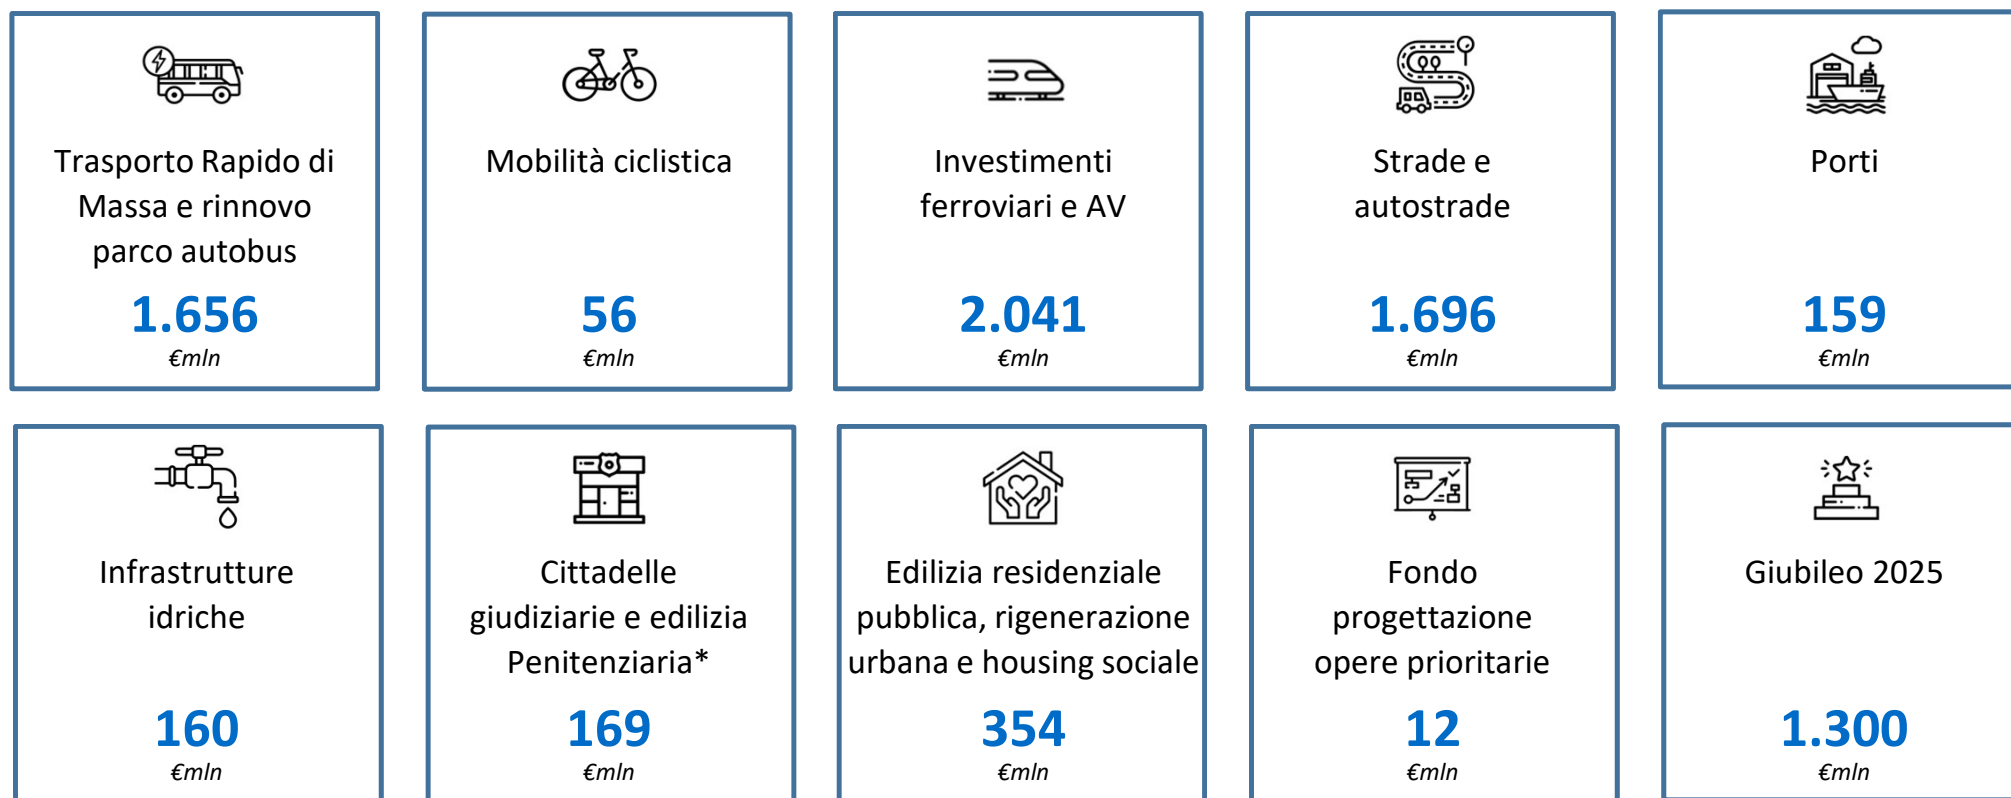 Trasporto Rapido di
Massa e rinnovo
parco autobus
1.656
€mln
Mobilità ciclistica
56
€mln
Investimenti
ferroviari e AV
2.041
€mln
Strade e
autostrade
1.696
€mln
Porti
159
€mln
Infrastrutture
idriche
160
€mln
Cittadelle
giudiziarie e edilizia
Penitenziaria*
169
€mln
Edilizia residenziale
pubblica, rigenerazione
urbana e housing sociale
354
€mln
Fondo
progettazione
opere prioritarie
12
€mln
Giubileo 2025
1.300
€mln